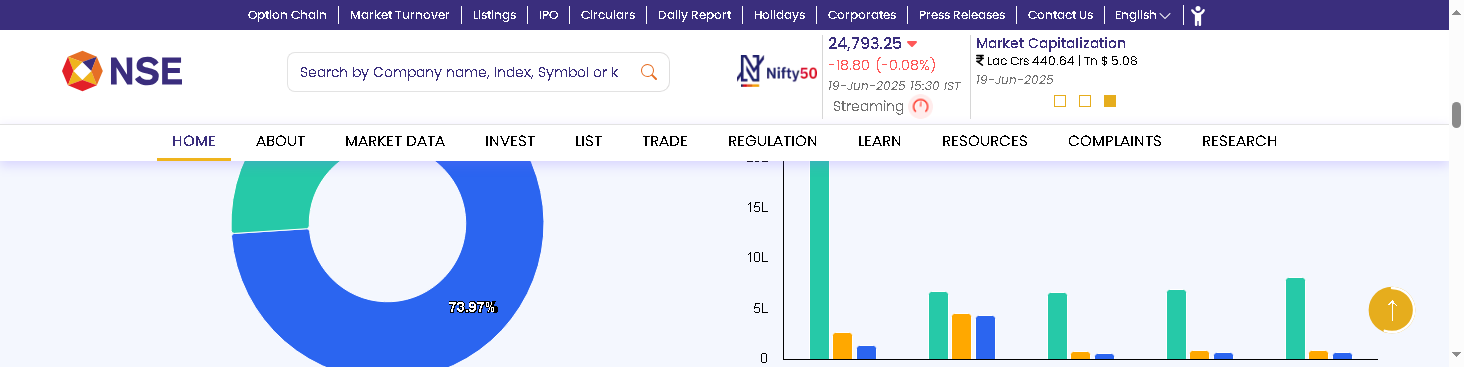 Option Chain Market Turnover Listings IPO Circulars Daily Report Holidays Corporates Press Releases Contact Us English
NSE
Search by Company name, Index, Symbol or k
Nifty50
24,793.25
-18.80 (-0.08%)
19-Jun-2025 15:30 IST
Streaming
Market Capitalization
₹ Lac Crs 440.64 | Tn $ 5.08
19-Jun-2025
HOME ABOUT MARKET DATA INVEST LIST TRADE REGULATION LEARN RESOURCES COMPLAINTS RESEARCH
73.97%
15L
10L
5L
0